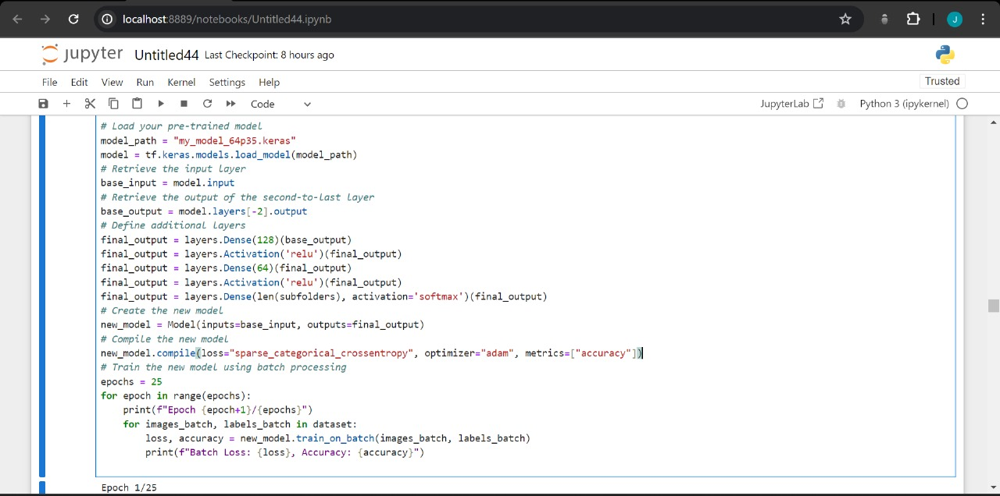 localhost:8889/notebooks/Untitled44.ipynb
J
jupyter Untitled44 Last Checkpoint: 8 hours ago
File Edit View Run Kernel Settings Help
Trusted
Code
JupyterLab
Python 3 (ipykernel)
# Load your pre-trained model
model_path = "my_model_64p35.keras"
model = tf.keras.models.load_model(model_path)
# Retrieve the input layer
base_input = model.input
# Retrieve the output of the second-to-last layer
base_output = model.layers[-2].output
# Define additional layers
final_output = layers.Dense(128)(base_output)
final_output = layers.Activation('relu')(final_output)
final_output = layers.Dense(64)(final_output)
final_output = layers.Activation('relu')(final_output)
final_output = layers.Dense(len(subfolders), activation='softmax')(final_output)
# Create the new model
new_model = Model(inputs=base_input, outputs=final_output)
# Compile the new model
new_model.compile(loss="sparse_categorical_crossentropy", optimizer="adam", metrics=["accuracy"])
# Train the new model using batch processing
epochs = 25
for epoch in range(epochs):
    print(f"Epoch {epoch+1}/{epochs}")
    for images_batch, labels_batch in dataset:
        loss, accuracy = new_model.train_on_batch(images_batch, labels_batch)
        print(f"Batch Loss: {loss}, Accuracy: {accuracy}")
Epoch 1/25